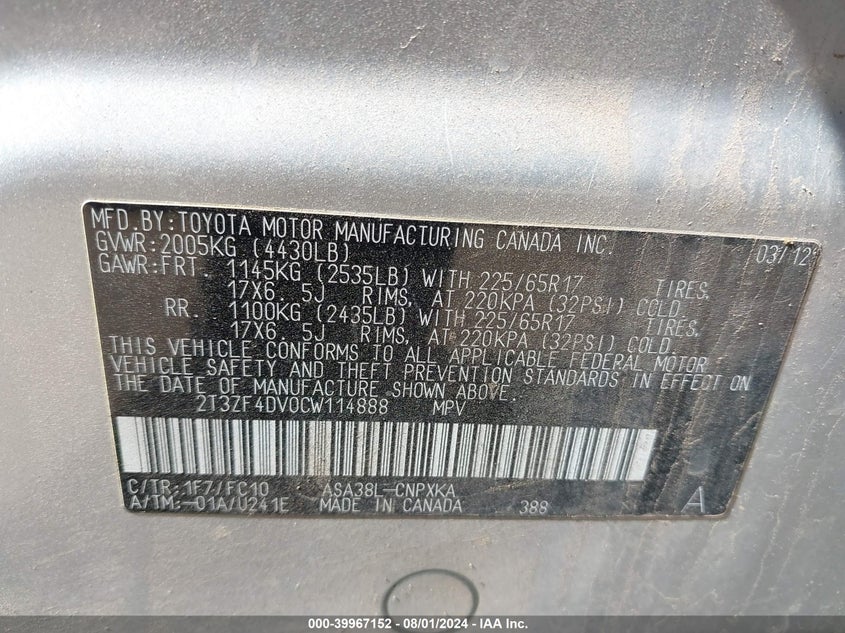 MFD.BY:TOYOTA MOTOR MANUFACTURING CANADA INC.
GVWR:2005KG (4430LB) 03/12
GAWR:FRT. 1145KG (2535LB) WITH 225/65R17 TIRES,
17X6.5J RIMS, AT 220KPA (32PSI) COLD
RR. 1100KG (2435LB) WITH 225/65R17 TIRES,
17X6.5J RIMS, AT 220KPA (32PSI) COLD.
THIS VEHICLE CONFORMS TO ALL APPLICABLE FEDERAL MOTOR
VEHICLE SAFETY AND THEFT PREVENTION STANDARDS IN EFFECT ON
THE DATE OF MANUFACTURE SHOWN ABOVE.
2T3ZF4DV0CW114888 MPV
C/TR:1F7/FC10 ASA38L-CNPXKA A
A/TM:-01A/U241E MADE IN CANADA 388
000-39967152 - 08/01/2024 - IAA Inc.